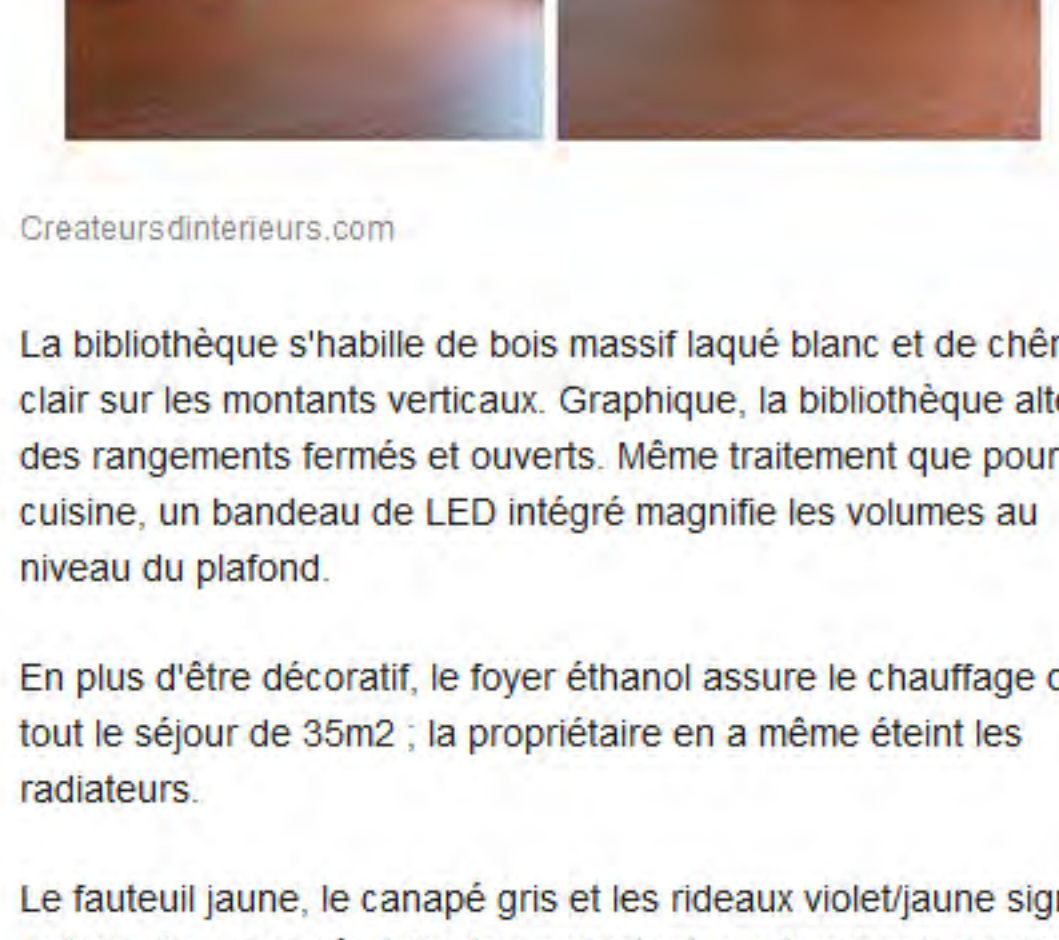 Createursdinterieurs.com
La bibliothèque s'habille de bois massif laqué blanc et de
clair sur les montants verticaux. Graphique, la bibliothèque
des rangements fermés et ouverts. Même traitement que pour
cuisine, un bandeau de LED intégré magnifie les volumes au
niveau du plafond.
En plus d'être décoratif, le foyer éthanol assure le chauffage
tout le séjour de 35m2 ; la propriétaire en a même éteint les
radiateurs.
Le fauteuil jaune, le canapé gris et les rideaux violet/jaune